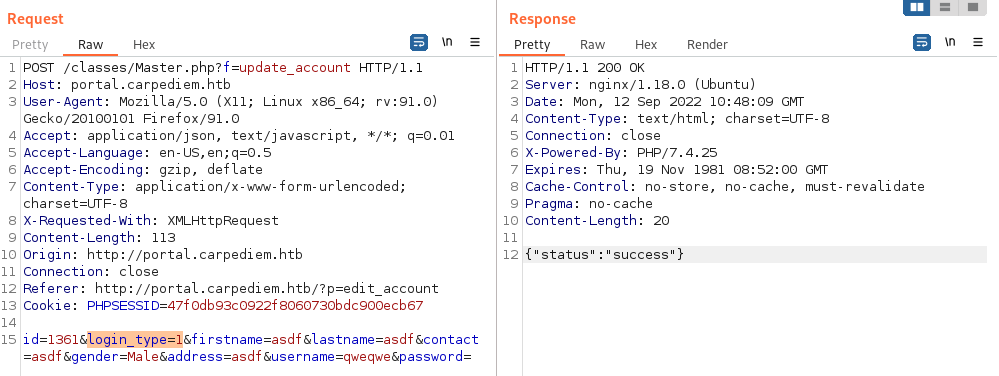 Request
Pretty Raw Hex \n
1 POST /classes/Master.php?f=update_account HTTP/1.1
2 Host: portal.carpediem.htb
3 User-Agent: Mozilla/5.0 (X11; Linux x86_64; rv:91.0)
Gecko/20100101 Firefox/91.0
4 Accept: application/json, text/javascript, */*; q=0.01
5 Accept-Language: en-US,en;q=0.5
6 Accept-Encoding: gzip, deflate
7 Content-Type: application/x-www-form-urlencoded;
charset=UTF-8
8 X-Requested-With: XMLHttpRequest
9 Content-Length: 113
10 Origin: http://portal.carpediem.htb
11 Connection: close
12 Referer: http://portal.carpediem.htb/?p=edit_account
13 Cookie: PHPSESSID=47f0db93c0922f8060730bdc900ecb67
14
15 id=1361&login_type=1&firstname=asdf&lastname=asdf&contact
=asdf&gender=Male&address=asdf&username=qweqwe&password=
Response
Pretty Raw Hex Render \n
1 HTTP/1.1 200 OK
2 Server: nginx/1.18.0 (Ubuntu)
3 Date: Mon, 12 Sep 2022 10:48:09 GMT
4 Content-Type: text/html; charset=UTF-8
5 Connection: close
6 X-Powered-By: PHP/7.4.25
7 Expires: Thu, 19 Nov 1981 08:52:00 GMT
8 Cache-Control: no-store, no-cache, must-revalidate
9 Pragma: no-cache
10 Content-Length: 20
11
12 {"status":"success"}